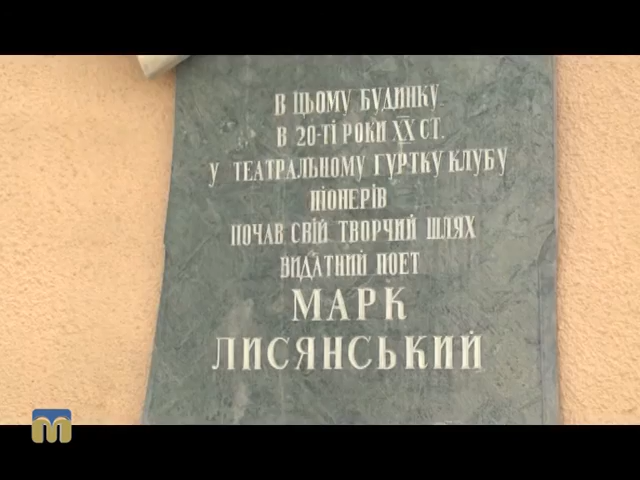 В ЦЬОМУ БУДИНКУ
В 20-ТІ РОКИ XX СТ.
У ТЕАТРАЛЬНОМУ ГУРТКУ КЛУБУ
ПІОНЕРІВ
ПОЧАВ СВІЙ ТВОРЧИЙ ШЛЯХ
ВИДАТНИЙ ПОЕТ
МАРК
ЛИСЯНСЬКИЙ